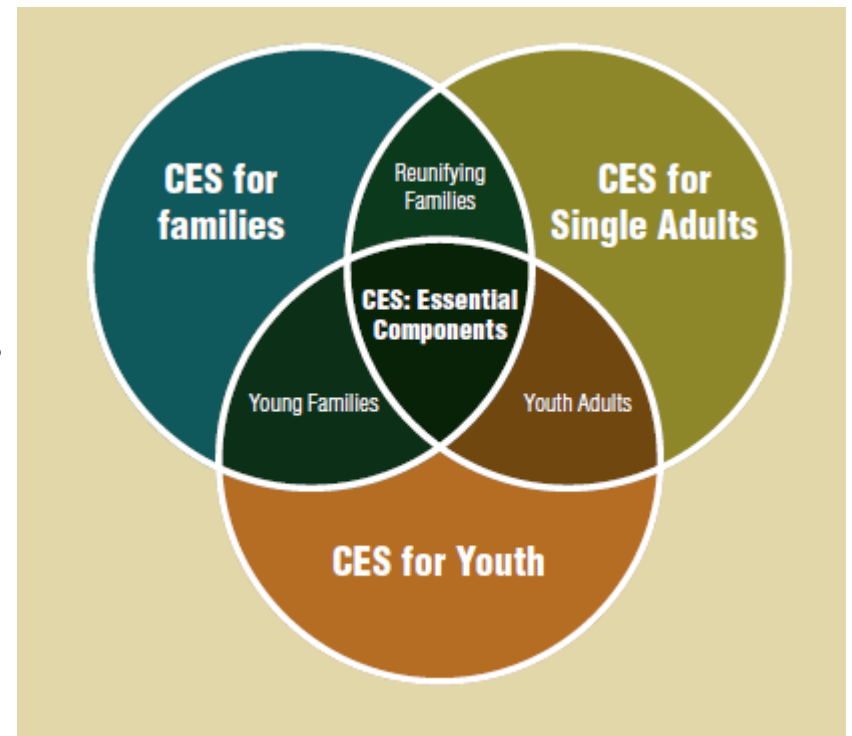 CES for
families
Reunifying
Families
CES for
Single Adults
CES: Essential
Components
Young Families
Youth Adults
CES for Youth